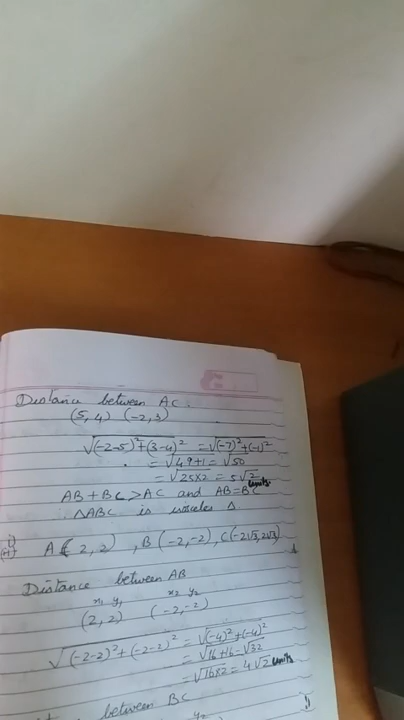 Distance between AC.
(5, 4) (-2, 3)
√(-2-5)²+(3-4)² = √(-7)²+(-1)²
= √49+1 = √50
= √25×2 = 5√2 units
AB + BC > AC and AB = BC
∴ ΔABC is isosceles Δ
A (2, 2), B (-2, -2), C (-2√3, 2√3)
Distance between AB
x₁ y₁ x₂ y₂
(2, 2) (-2, -2)
√(-2-2)²+(-2-2)² = √(-4)²+(-4)²
= √16+16 - √32
= √16×2 = 4√2 units
between BC
y₂